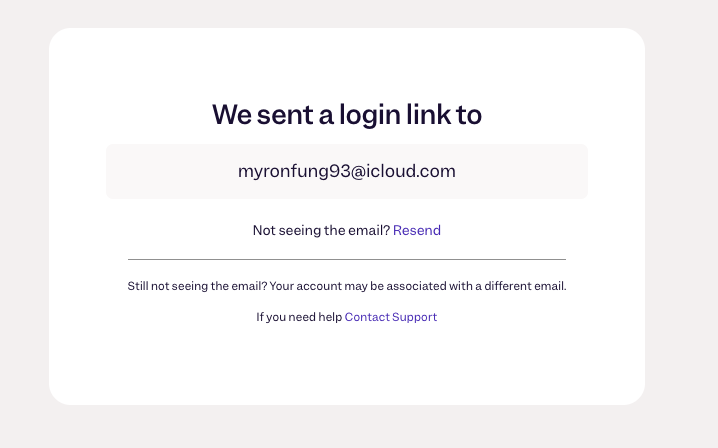 We sent a login link to
myronfung93@icloud.com
Not seeing the email? Resend
Still not seeing the email? Your account may be associated with a different email.
If you need help Contact Support